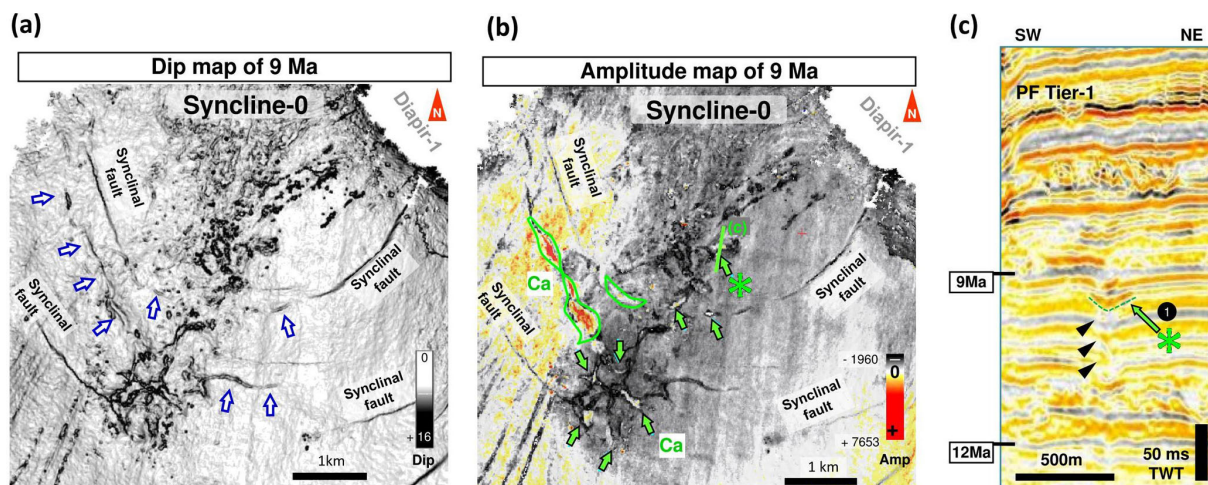 (a)
Dip map of 9 Ma
Syncline-0
Diapir-1
N
Synclinal
fault
Synclinal
fault
Synclinal
fault
Synclinal
fault
0
+ 16
Dip
1km
(b)
Amplitude map of 9 Ma
Syncline-0
Diapir-1
N
Synclinal
fault
Synclinal
fault
Synclinal
fault
Synclinal
fault
(c)
Ca
Ca
- 1960
0
+
+ 7653
Amp
1 km
(c)
SW NE
PF Tier-1
9Ma
1
12Ma
500m
50 ms
TWT